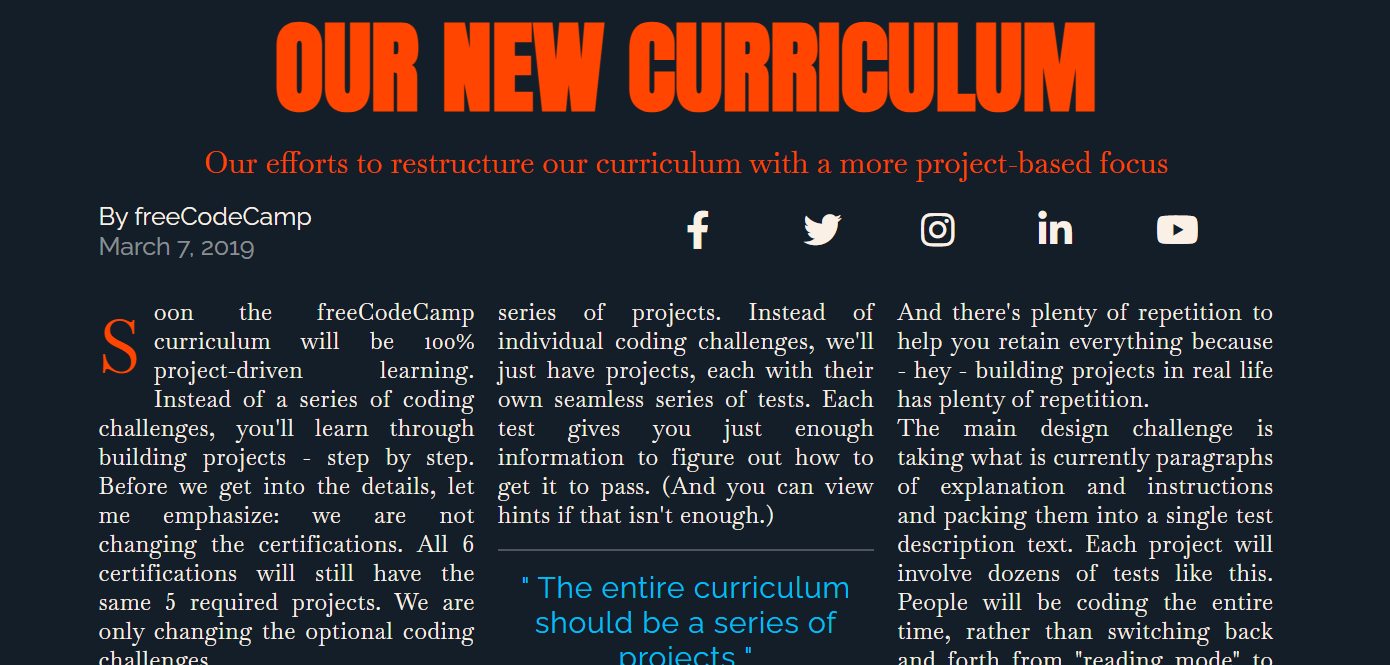 OUR NEW CURRICULUM
Our efforts to restructure our curriculum with a more project-based focus
By freeCodeCamp
March 7, 2019
Soon the freeCodeCamp
curriculum will be 100%
project-driven learning.
Instead of a series of coding
challenges, you'll learn through
building projects - step by step.
Before we get into the details, let
me emphasize: we are not
changing the certifications. All 6
certifications will still have the
same 5 required projects. We are
only changing the optional coding
challenges.
series of projects. Instead of
individual coding challenges, we'll
just have projects, each with their
own seamless series of tests. Each
test gives you just enough
information to figure out how to
get it to pass. (And you can view
hints if that isn't enough.)
" The entire curriculum
should be a series of
projects "
And there's plenty of repetition to
help you retain everything because
- hey - building projects in real life
has plenty of repetition.
The main design challenge is
taking what is currently paragraphs
of explanation and instructions
and packing them into a single test
description text. Each project will
involve dozens of tests like this.
People will be coding the entire
time, rather than switching back
and forth from "reading mode" to